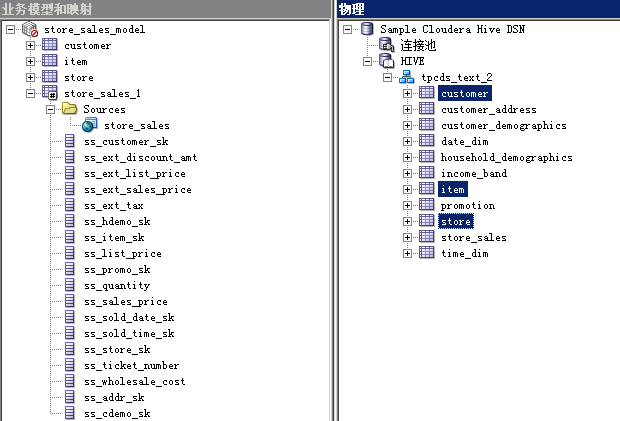 业务模型和映射
store_sales_model
customer
item
store
store_sales_1
Sources
store_sales
ss_customer_sk
ss_ext_discount_amt
ss_ext_list_price
ss_ext_sales_price
ss_ext_tax
ss_hdemo_sk
ss_item_sk
ss_list_price
ss_promo_sk
ss_quantity
ss_sales_price
ss_sold_date_sk
ss_sold_time_sk
ss_store_sk
ss_ticket_number
ss_wholesale_cost
ss_addr_sk
ss_cdemo_sk
物理
Sample Cloudera Hive DSN
连接池
HIVE
tpcds_text_2
customer
customer_address
customer_demographics
date_dim
household_demographics
income_band
item
promotion
store
store_sales
time_dim